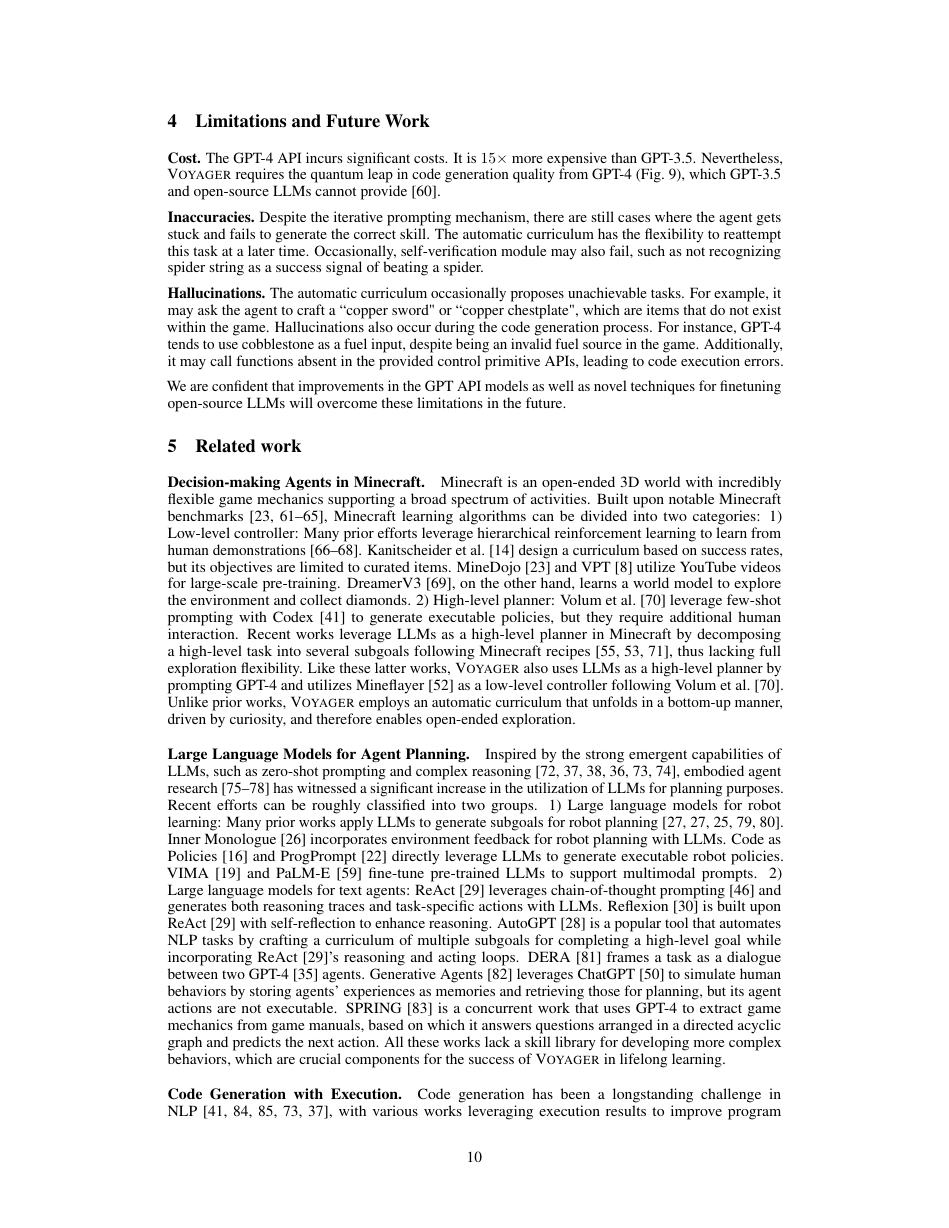 4 Limitations and Future Work
Cost. The GPT-4 API incurs significant costs. It is 15× more expensive than GPT-3.5. Nevertheless,
VOYAGER requires the quantum leap in code generation quality from GPT-4 (Fig. 9), which GPT-3.5
and open-source LLMs cannot provide [60].
Inaccuracies. Despite the iterative prompting mechanism, there are still cases where the agent gets
stuck and fails to generate the correct skill. The automatic curriculum has the flexibility to reattempt
this task at a later time. Occasionally, self-verification module may also fail, such as not recognizing
spider string as a success signal of beating a spider.
Hallucinations. The automatic curriculum occasionally proposes unachievable tasks. For example, it
may ask the agent to craft a “copper sword" or “copper chestplate", which are items that do not exist
within the game. Hallucinations also occur during the code generation process. For instance, GPT-4
tends to use cobblestone as a fuel input, despite being an invalid fuel source in the game. Additionally,
it may call functions absent in the provided control primitive APIs, leading to code execution errors.
We are confident that improvements in the GPT API models as well as novel techniques for finetuning
open-source LLMs will overcome these limitations in the future.
5 Related work
Decision-making Agents in Minecraft. Minecraft is an open-ended 3D world with incredibly
flexible game mechanics supporting a broad spectrum of activities. Built upon notable Minecraft
benchmarks [23, 61–65], Minecraft learning algorithms can be divided into two categories: 1)
Low-level controller: Many prior efforts leverage hierarchical reinforcement learning to learn from
human demonstrations [66–68]. Kanitscheider et al. [14] design a curriculum based on success rates,
but its objectives are limited to curated items. MineDojo [23] and VPT [8] utilize YouTube videos
for large-scale pre-training. DreamerV3 [69], on the other hand, learns a world model to explore
the environment and collect diamonds. 2) High-level planner: Volum et al. [70] leverage few-shot
prompting with Codex [41] to generate executable policies, but they require additional human
interaction. Recent works leverage LLMs as a high-level planner in Minecraft by decomposing
a high-level task into several subgoals following Minecraft recipes [55, 53, 71], thus lacking full
exploration flexibility. Like these latter works, VOYAGER also uses LLMs as a high-level planner by
prompting GPT-4 and utilizes Mineflayer [52] as a low-level controller following Volum et al. [70].
Unlike prior works, VOYAGER employs an automatic curriculum that unfolds in a bottom-up manner,
driven by curiosity, and therefore enables open-ended exploration.
Large Language Models for Agent Planning. Inspired by the strong emergent capabilities of
LLMs, such as zero-shot prompting and complex reasoning [72, 37, 38, 36, 73, 74], embodied agent
research [75–78] has witnessed a significant increase in the utilization of LLMs for planning purposes.
Recent efforts can be roughly classified into two groups. 1) Large language models for robot
learning: Many prior works apply LLMs to generate subgoals for robot planning [27, 27, 25, 79, 80].
Inner Monologue [26] incorporates environment feedback for robot planning with LLMs. Code as
Policies [16] and ProgPrompt [22] directly leverage LLMs to generate executable robot policies.
VIMA [19] and PaLM-E [59] fine-tune pre-trained LLMs to support multimodal prompts. 2)
Large language models for text agents: ReAct [29] leverages chain-of-thought prompting [46] and
generates both reasoning traces and task-specific actions with LLMs. Reflexion [30] is built upon
ReAct [29] with self-reflection to enhance reasoning. AutoGPT [28] is a popular tool that automates
NLP tasks by crafting a curriculum of multiple subgoals for completing a high-level goal while
incorporating ReAct [29]’s reasoning and acting loops. DERA [81] frames a task as a dialogue
between two GPT-4 [35] agents. Generative Agents [82] leverages ChatGPT [50] to simulate human
behaviors by storing agents’ experiences as memories and retrieving those for planning, but its agent
actions are not executable. SPRING [83] is a concurrent work that uses GPT-4 to extract game
mechanics from game manuals, based on which it answers questions arranged in a directed acyclic
graph and predicts the next action. All these works lack a skill library for developing more complex
behaviors, which are crucial components for the success of VOYAGER in lifelong learning.
Code Generation with Execution. Code generation has been a longstanding challenge in
NLP [41, 84, 85, 73, 37], with various works leveraging execution results to improve program
10